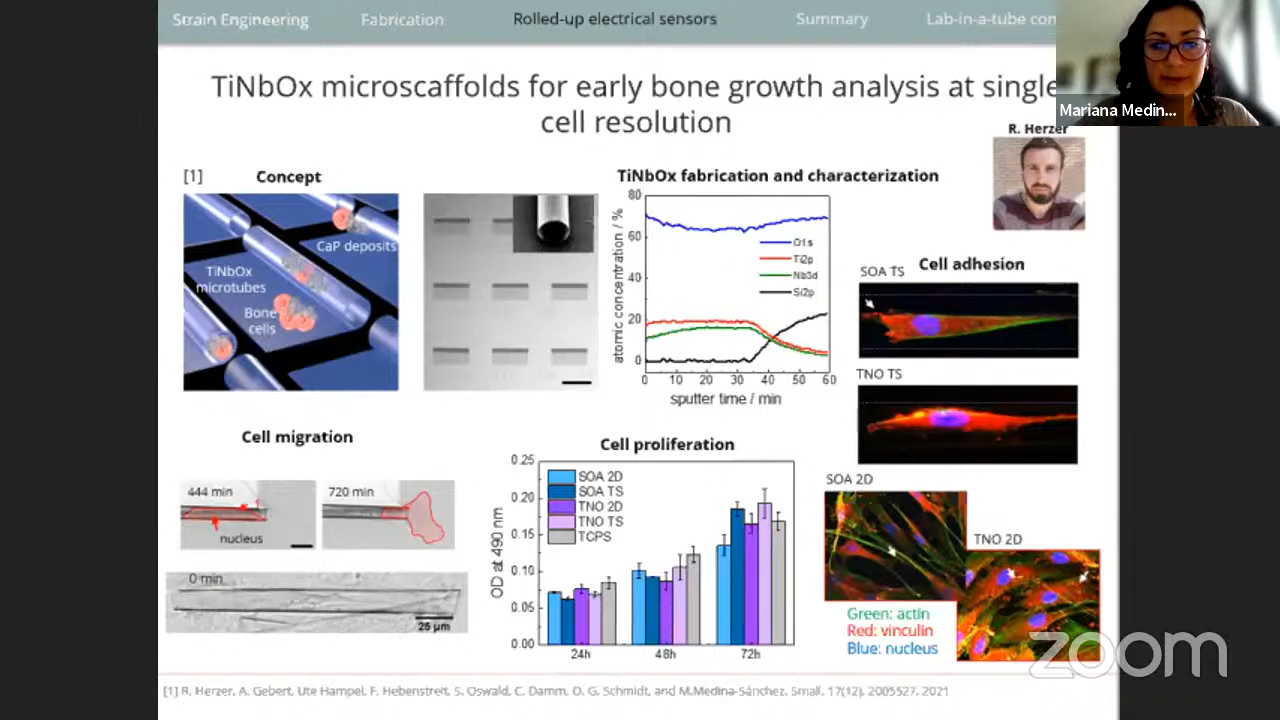 Strain Engineering
Fabrication
Rolled-up electrical sensors
Summary
Lab-in-a-tube con
Mariana Medin...
TiNbOx microscaffolds for early bone growth analysis at single
cell resolution
R. Herzer
[1]
Concept
CaP deposits
TiNbOx
microtubes
Bone
cells
TiNbOx fabrication and characterization
80
60
40
20
0
atomic concentration / %
O1s
Ti2p
Nb3d
Si2p
0 10 20 30 40 50 60
sputter time / min
Cell adhesion
SOA TS
TNO TS
Cell migration
444 min
nucleus
720 min
0 min
25 µm
Cell proliferation
0.25
0.20
0.15
0.10
0.05
0.00
OD at 490 nm
SOA 2D
SOA TS
TNO 2D
TNO TS
TCPS
24h 48h 72h
SOA 2D
TNO 2D
Green: actin
Red: vinculin
Blue: nucleus
zoom
[1] R. Herzer, A. Gebert, Ute Hampel, F. Hebenstreit, S. Oswald, C. Damm, O. G. Schmidt, and M.Medina-Sánchez. Small, 17(12), 2005527, 2021